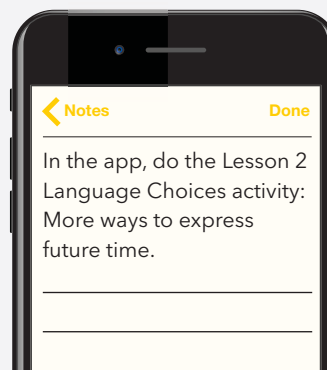 Notes
Done
In the app, do the Lesson 2
Language Choices activity:
More ways to express
future time.